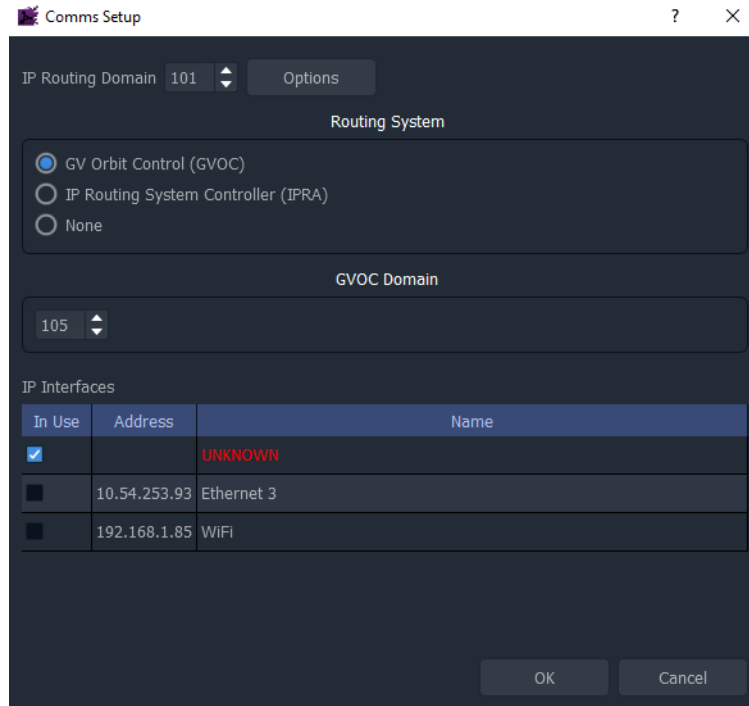 Comms Setup ? ×
IP Routing Domain 101 Options
Routing System
GV Orbit Control (GVOC)
IP Routing System Controller (IPRA)
None
GVOC Domain
105
IP Interfaces
In Use Address Name
UNKNOWN
10.54.253.93 Ethernet 3
192.168.1.85 WiFi
OK Cancel